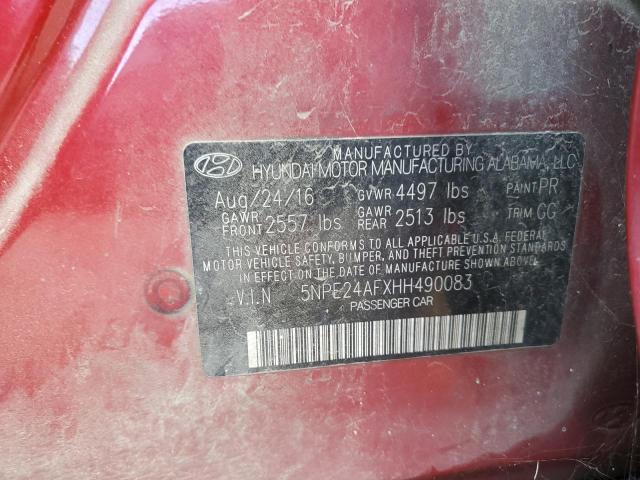 MANUFACTURED BY
HYUNDAI MOTOR MANUFACTURING ALABAMA, LLC
Aug/24/16 GVWR 4497 lbs PAINT PR
GAWR FRONT 2557 lbs GAWR REAR 2513 lbs TRIM GG
THIS VEHICLE CONFORMS TO ALL APPLICABLE U.S.A. FEDERAL
MOTOR VEHICLE SAFETY, BUMPER, AND THEFT PREVENTION STANDARDS
IN EFFECT ON THE DATE OF MANUFACTURE SHOWN ABOVE.
V.I.N 5NPE24AFXHH490083
PASSENGER CAR